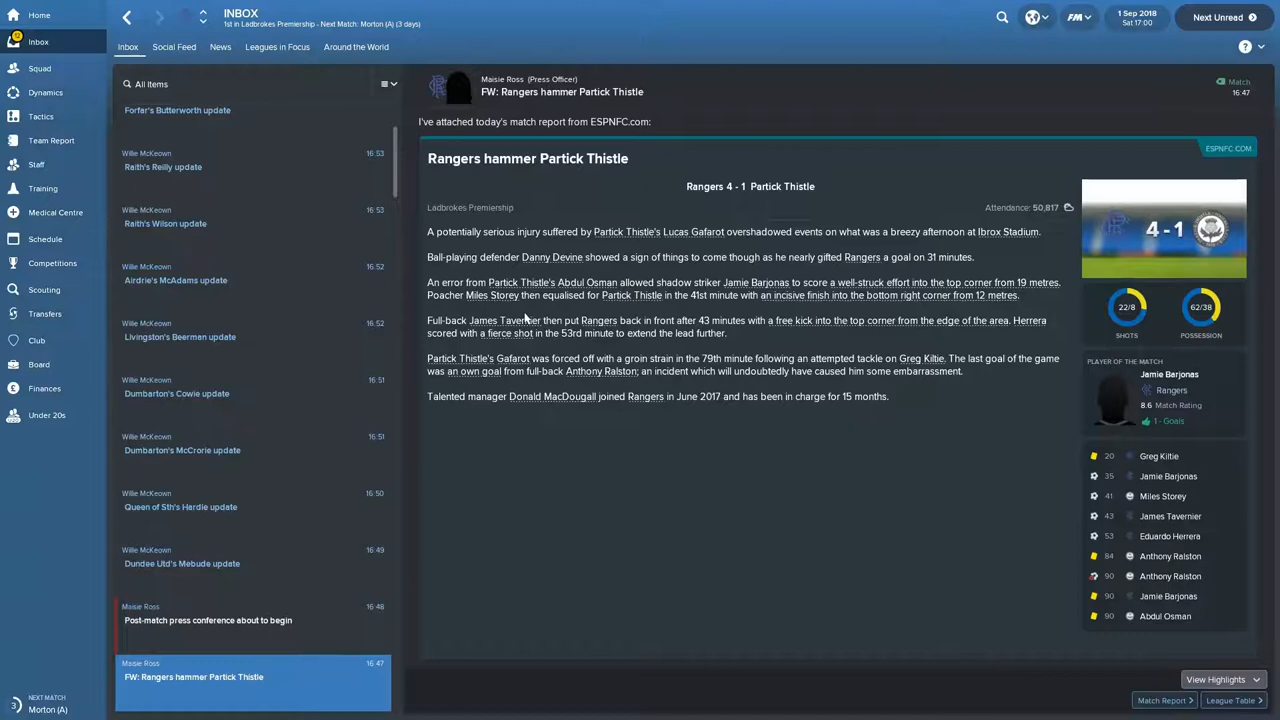 Home
Inbox
Squad
Dynamics
Tactics
Team Report
Staff
Training
Medical Centre
Schedule
Competitions
Scouting
Transfers
Club
Board
Finances
Under 20s
3
NEXT MATCH
Morton (A)
INBOX
1st in Ladbrokes Premiership - Next Match: Morton (A) (3 days)
FM
1 Sep 2018
Sat 17:00
Next Unread
Inbox
Social Feed
News
Leagues in Focus
Around the World
?
All Items
Forfar's Butterworth update
Willie McKeown 16:53
Raith's Reilly update
Willie McKeown 16:53
Raith's Wilson update
Willie McKeown 16:52
Airdrie's McAdams update
Willie McKeown 16:52
Livingston's Beerman update
Willie McKeown 16:51
Dumbarton's Cowie update
Willie McKeown 16:51
Dumbarton's McCrorie update
Willie McKeown 16:50
Queen of Sth's Hardie update
Willie McKeown 16:49
Dundee Utd's Mebude update
Maisie Ross 16:48
Post-match press conference about to begin
Maisie Ross 16:47
FW: Rangers hammer Partick Thistle
Maisie Ross (Press Officer)
FW: Rangers hammer Partick Thistle
Match
16:47
I've attached today's match report from ESPNFC.com:
ESPNFC.COM
Rangers hammer Partick Thistle
Rangers 4 - 1 Partick Thistle
Ladbrokes Premiership
Attendance: 50,817
A potentially serious injury suffered by Partick Thistle's Lucas Gafarot overshadowed events on what was a breezy afternoon at Ibrox Stadium.
Ball-playing defender Danny Devine showed a sign of things to come though as he nearly gifted Rangers a goal on 31 minutes.
An error from Partick Thistle's Abdul Osman allowed shadow striker Jamie Barjonas to score a well-struck effort into the top corner from 19 metres.
Poacher Miles Storey then equalised for Partick Thistle in the 41st minute with an incisive finish into the bottom right corner from 12 metres.
Full-back James Tavernier then put Rangers back in front after 43 minutes with a free kick into the top corner from the edge of the area. Herrera
scored with a fierce shot in the 53rd minute to extend the lead further.
Partick Thistle's Gafarot was forced off with a groin strain in the 79th minute following an attempted tackle on Greg Kiltie. The last goal of the game
was an own goal from full-back Anthony Ralston; an incident which will undoubtedly have caused him some embarrassment.
Talented manager Donald MacDougall joined Rangers in June 2017 and has been in charge for 15 months.
4 - 1
22/8
SHOTS
62/38
POSSESSION
PLAYER OF THE MATCH
Jamie Barjonas
Rangers
8.6 Match Rating
1 - Goals
20 Greg Kiltie
35 Jamie Barjonas
41 Miles Storey
43 James Tavernier
53 Eduardo Herrera
84 Anthony Ralston
90 Anthony Ralston
90 Jamie Barjonas
90 Abdul Osman
View Highlights
Match Report
League Table